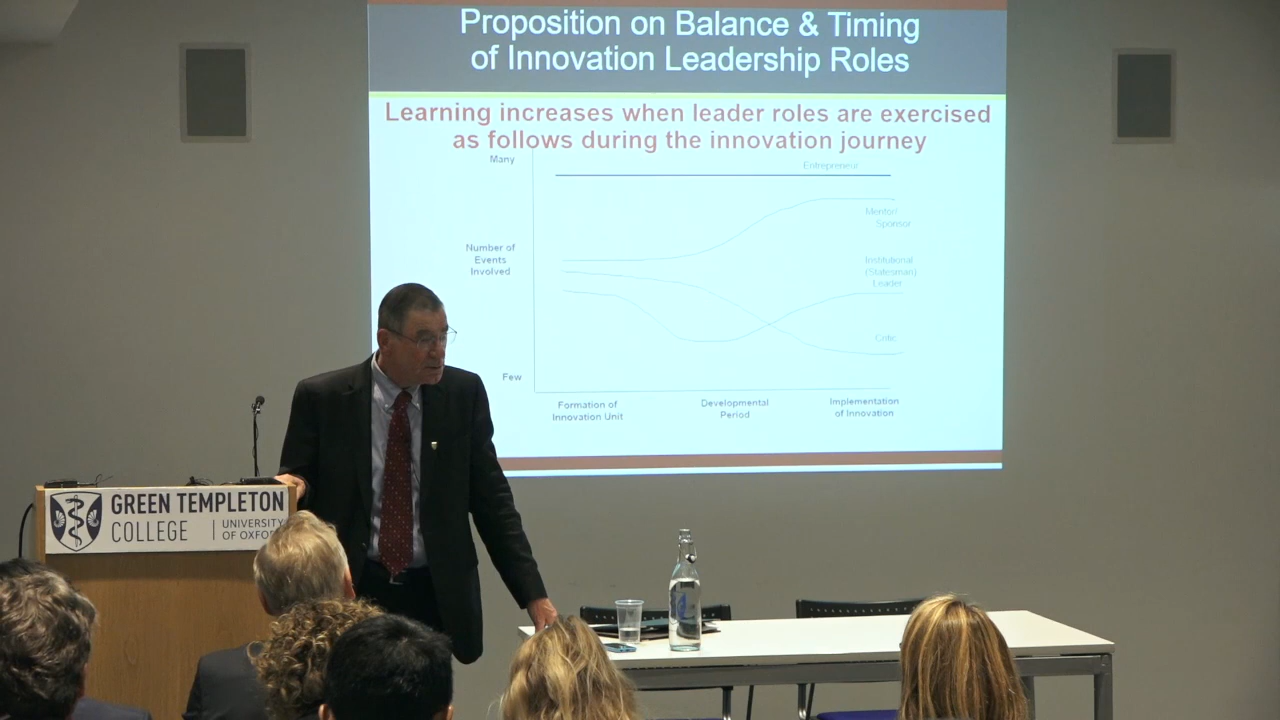 Proposition on Balance & Timing
of Innovation Leadership Roles
Learning increases when leader roles are exercised
as follows during the innovation journey
Many
Entrepreneur
Mentor/
Sponsor
Number of
Events
Involved
Institutional
(Statesman)
Leader
Critic
Few
Formation of
Innovation Unit
Developmental
Period
Implementation
of Innovation
GREEN TEMPLETON
COLLEGE
UNIVERSITY
OF OXFO